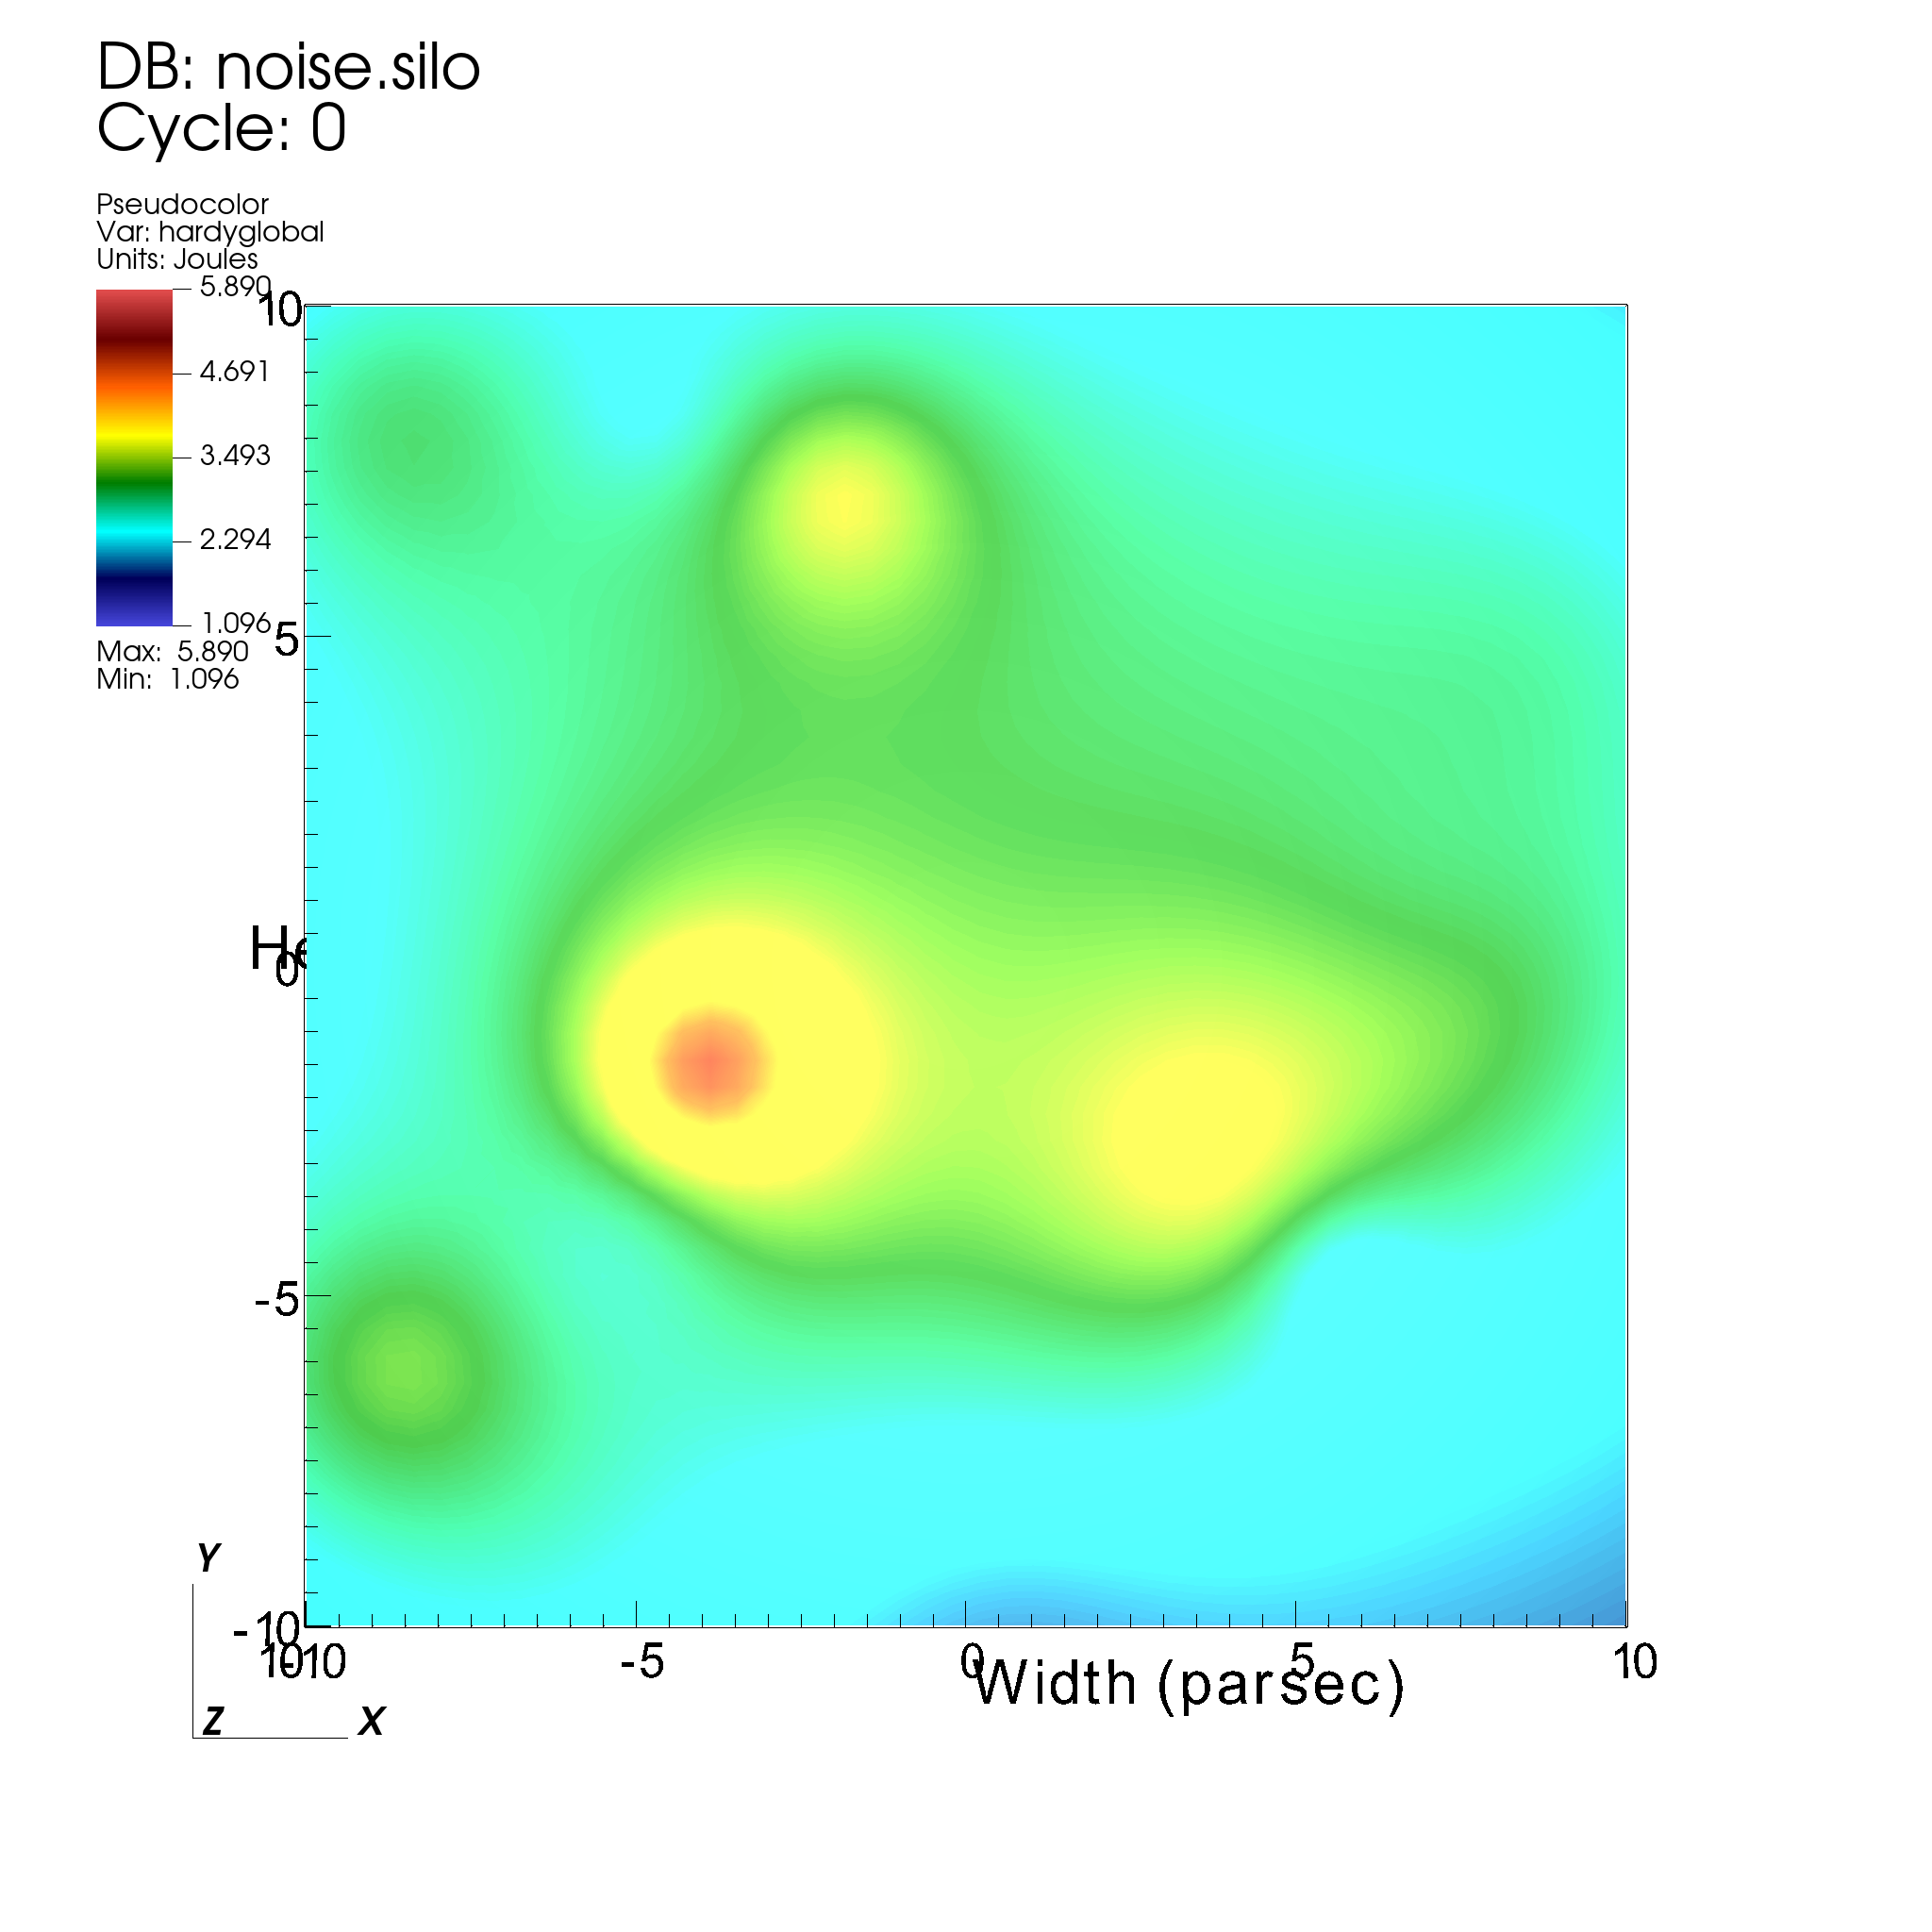 DB: noise.silo
Cycle: 0
Pseudocolor
Var: hardyglobal
Units: Joules
5.890
4.691
3.493
2.294
1.096
Max: 5.890
Min: 1.096
10
5
0
-5
-10
He
10
-10
-5
0
5
10
Width (parsec)
Y
Z
X